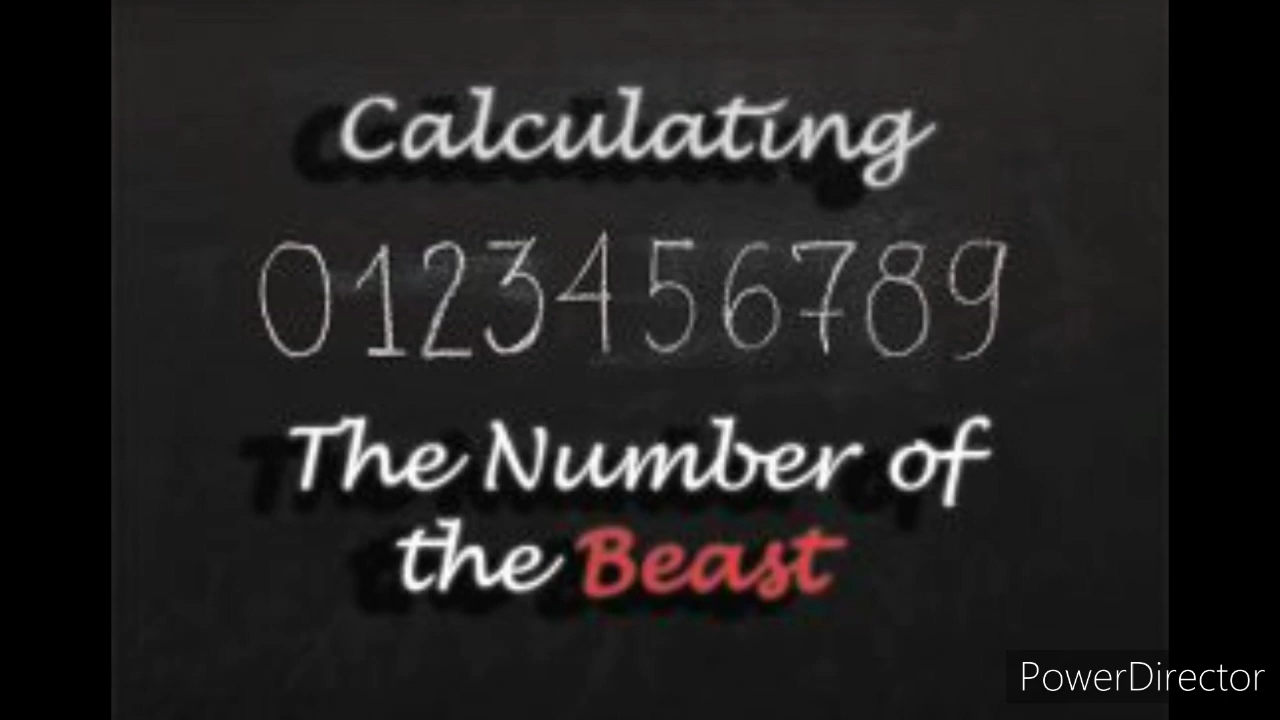 Calculating
0123456789
The Number of
the Beast
PowerDirector